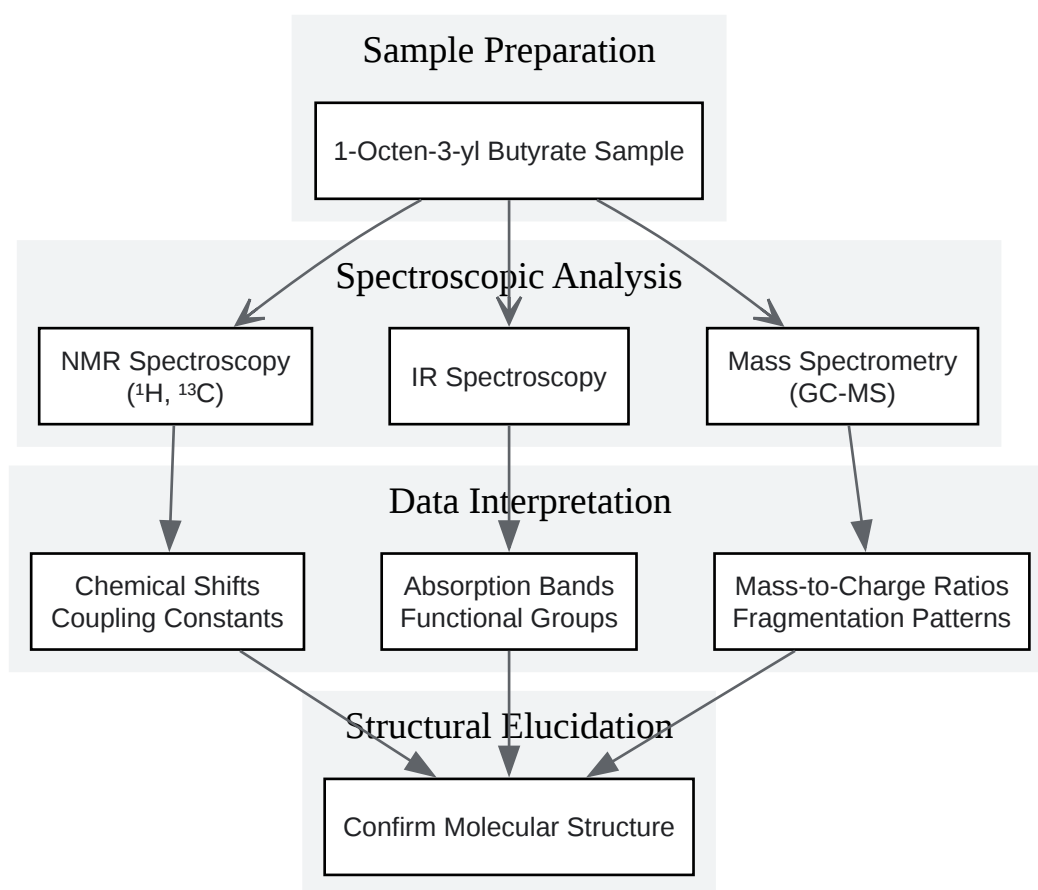 Sample Preparation
1-Octen-3-yl Butyrate Sample
Spectroscopic Analysis
NMR Spectroscopy
(¹H, ¹³C)
IR Spectroscopy
Mass Spectrometry
(GC-MS)
Data Interpretation
Chemical Shifts
Coupling Constants
Absorption Bands
Functional Groups
Mass-to-Charge Ratios
Fragmentation Patterns
Structural Elucidation
Confirm Molecular Structure